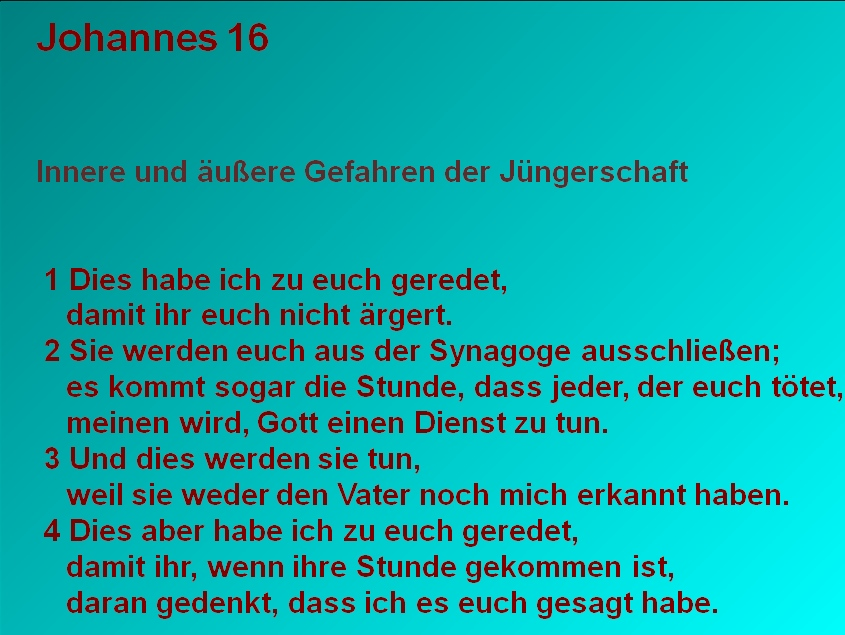 Johannes 16
Innere und äußere Gefahren der Jüngerschaft
1 Dies habe ich zu euch geredet,
damit ihr euch nicht ärgert.
2 Sie werden euch aus der Synagoge ausschließen;
es kommt sogar die Stunde, dass jeder, der euch tötet,
meinen wird, Gott einen Dienst zu tun.
3 Und dies werden sie tun,
weil sie weder den Vater noch mich erkannt haben.
4 Dies aber habe ich zu euch geredet,
damit ihr, wenn ihre Stunde gekommen ist,
daran gedenkt, dass ich es euch gesagt habe.